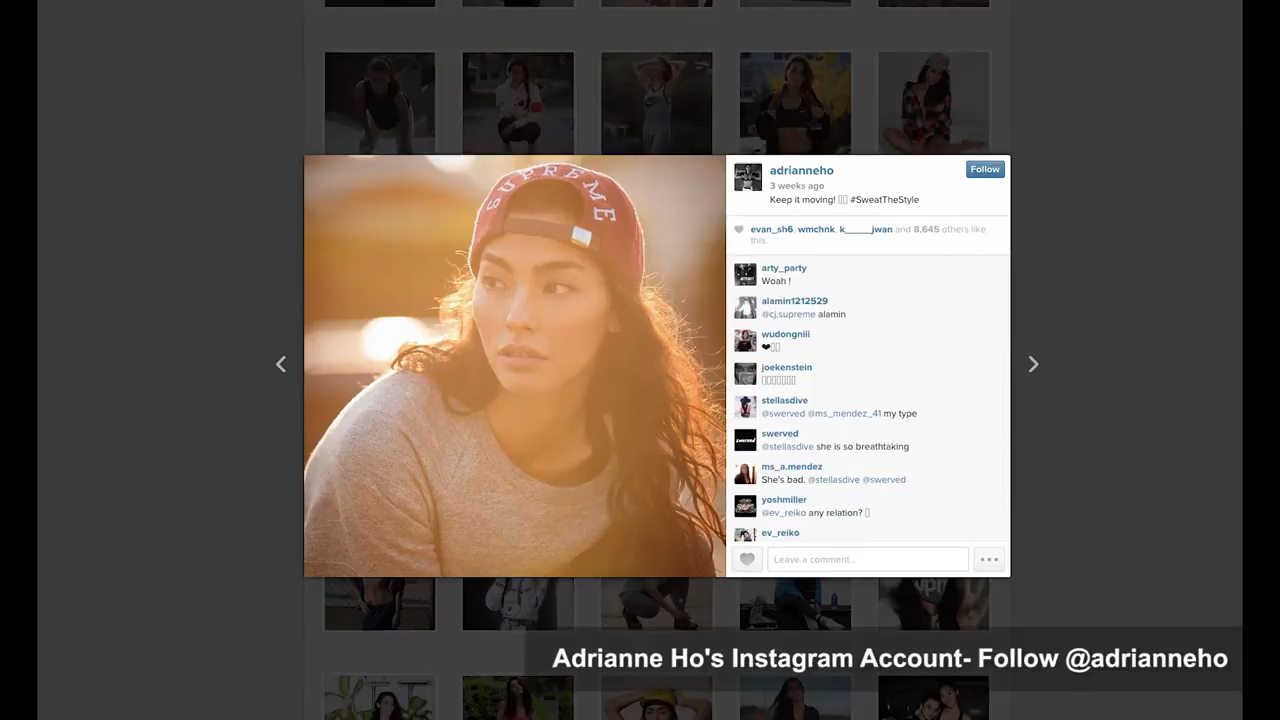 SUPREME
adrianneho
Follow
3 weeks ago
Keep it moving! #SweatTheStyle
evan_sh6, wmchnk, k_____jwan and 8,645 others like
this.
arty_party
Woah !
alamin1212529
@cj.supreme alamin
wudongniii
❤
joekenstein
stellasdive
@swerved @ms_mendez_41 my type
swerved
@stellasdive she is so breathtaking
ms_a.mendez
She's bad. @stellasdive @swerved
yoshmiller
@ev_reiko any relation?
ev_reiko
Leave a comment...
Adrianne Ho's Instagram Account- Follow @adrianneho